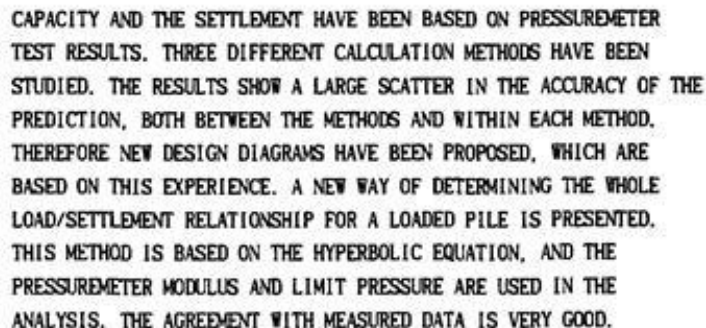 CAPACITY AND THE SETTLEMENT HAVE BEEN BASED ON PRESSUREMETER
TEST RESULTS. THREE DIFFERENT CALCULATION METHODS HAVE BEEN
STUDIED. THE RESULTS SHOW A LARGE SCATTER IN THE ACCURACY OF THE
PREDICTION, BOTH BETWEEN THE METHODS AND WITHIN EACH METHOD.
THEREFORE NEW DESIGN DIAGRAMS HAVE BEEN PROPOSED, WHICH ARE
BASED ON THIS EXPERIENCE. A NEW WAY OF DETERMINING THE WHOLE
LOAD/SETTLEMENT RELATIONSHIP FOR A LOADED PILE IS PRESENTED.
THIS METHOD IS BASED ON THE HYPERBOLIC EQUATION, AND THE
PRESSUREMETER MODULUS AND LIMIT PRESSURE ARE USED IN THE
ANALYSIS. THE AGREEMENT WITH MEASURED DATA IS VERY GOOD.